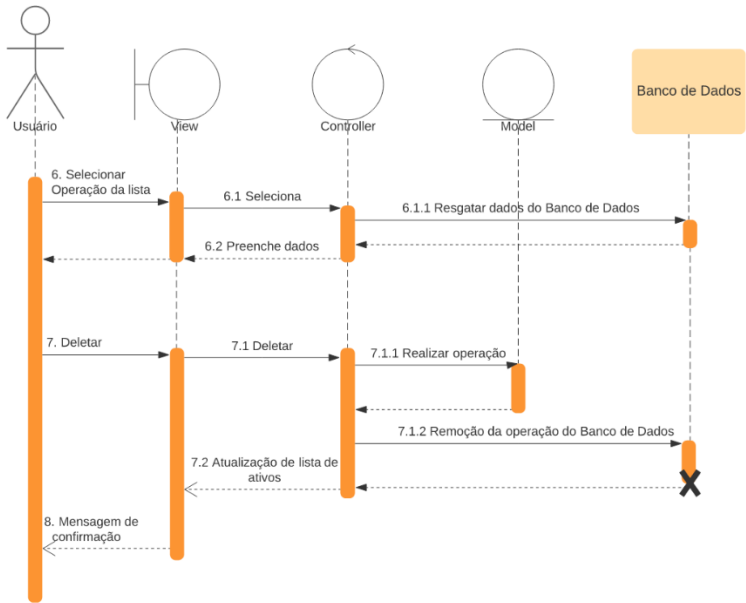 Usuário
View
Controller
Model
Banco de Dados
6. Selecionar
Operação da lista
6.1 Seleciona
6.1.1 Resgatar dados do Banco de Dados
6.2 Preenche dados
7. Deletar
7.1 Deletar
7.1.1 Realizar operação
7.1.2 Remoção da operação do Banco de Dados
7.2 Atualização de lista de
ativos
8. Mensagem de
confirmação